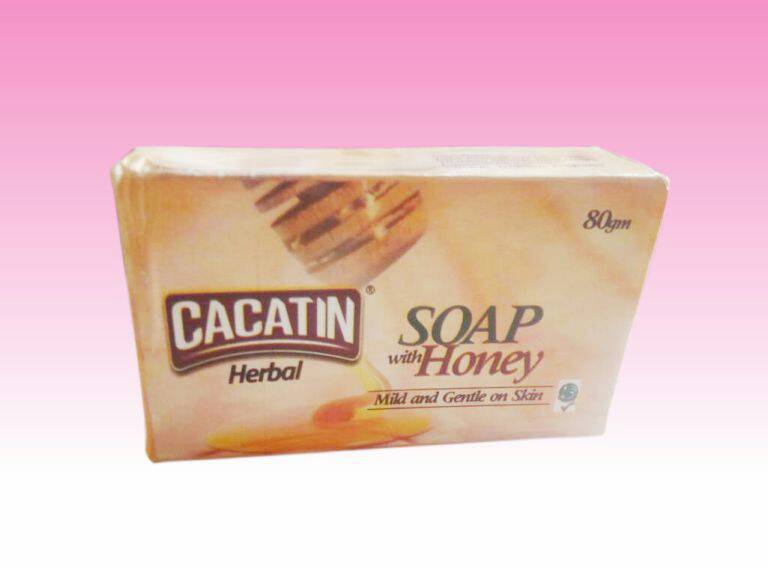 80gm
CACATIN®
Herbal
SOAP
with Honey
Mild and Gentle on Skin